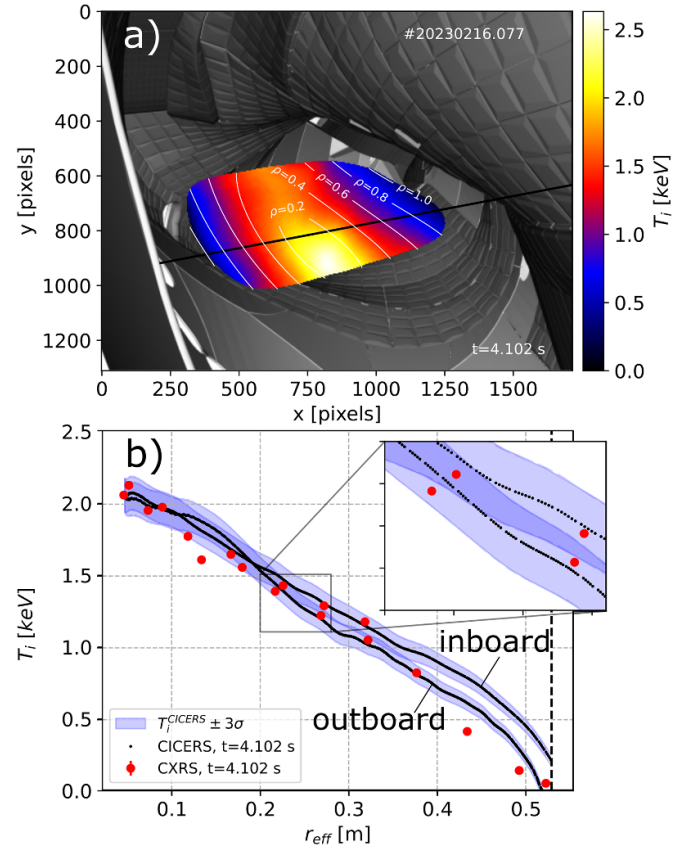 a)
#20230216.077
0
200
400
600
800
1000
1200
y [pixels]
ρ=0.2
ρ=0.4
ρ=0.6
ρ=0.8
ρ=1.0
t=4.102 s
0 250 500 750 1000 1250 1500
x [pixels]
2.5
2.0
1.5
1.0
0.5
0.0
T_i [keV]
b)
2.5
2.0
1.5
1.0
0.5
0.0
T_i [keV]
inboard
outboard
T_i^CICERS ± 3σ
CICERS, t=4.102 s
CXRS, t=4.102 s
0.1 0.2 0.3 0.4 0.5
r_eff [m]